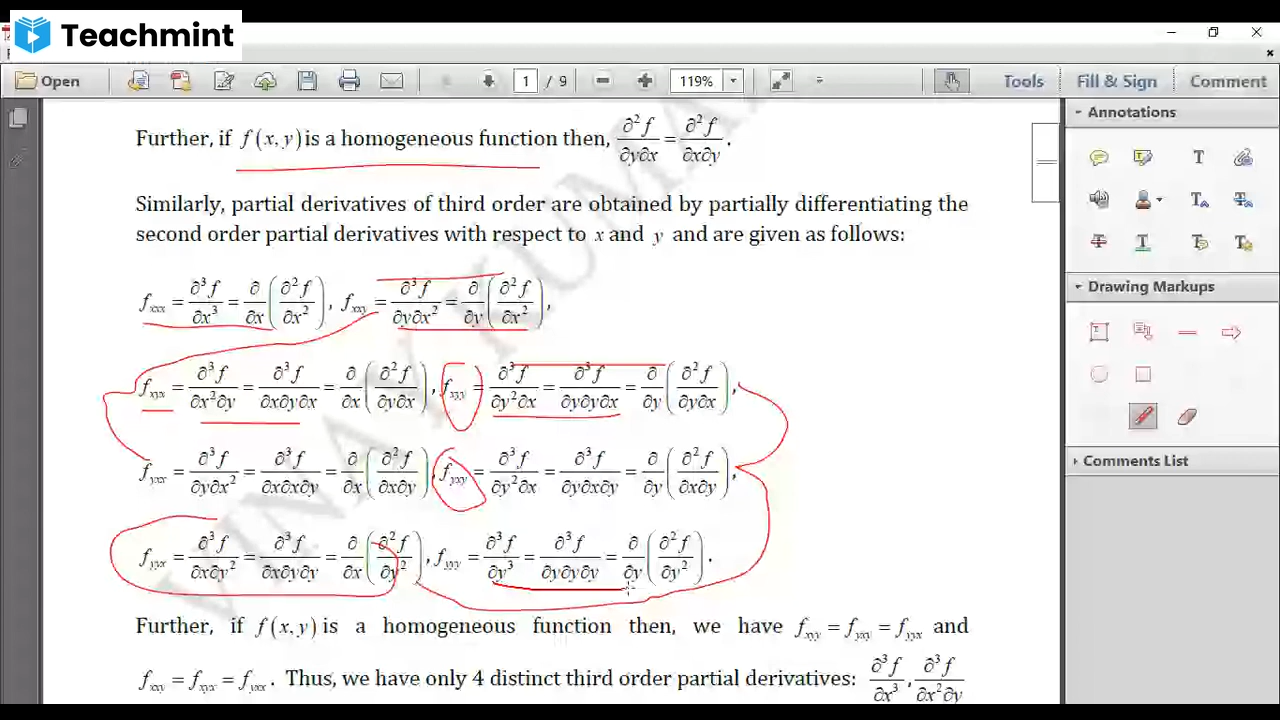 Teachmint
Open 1 / 9 119% Tools Fill & Sign Comment
Annotations
Drawing Markups
Comments List
Further, if f(x, y) is a homogeneous function then, ∂²f/∂y∂x = ∂²f/∂x∂y.
Similarly, partial derivatives of third order are obtained by partially differentiating the
second order partial derivatives with respect to x and y and are given as follows:
f_xxx = ∂³f/∂x³ = ∂/∂x (∂²f/∂x²), f_xxy = ∂³f/∂y∂x² = ∂/∂y (∂²f/∂x²),
f_xyx = ∂³f/∂x²∂y = ∂³f/∂x∂y∂x = ∂/∂x (∂²f/∂y∂x), f_xyy = ∂³f/∂y²∂x = ∂³f/∂y∂y∂x = ∂/∂y (∂²f/∂y∂x),
f_yxx = ∂³f/∂y∂x² = ∂³f/∂x∂x∂y = ∂/∂x (∂²f/∂x∂y), f_yxy = ∂³f/∂y²∂x = ∂³f/∂y∂x∂y = ∂/∂y (∂²f/∂x∂y),
f_yyx = ∂³f/∂x∂y² = ∂³f/∂x∂y∂y = ∂/∂x (∂²f/∂y²), f_yyy = ∂³f/∂y³ = ∂³f/∂y∂y∂y = ∂/∂y (∂²f/∂y²).
Further, if f(x, y) is a homogeneous function then, we have f_xyy = f_yxy = f_yyx and
f_xxy = f_xyx = f_yxx. Thus, we have only 4 distinct third order partial derivatives: ∂³f/∂x³, ∂³f/∂x²∂y